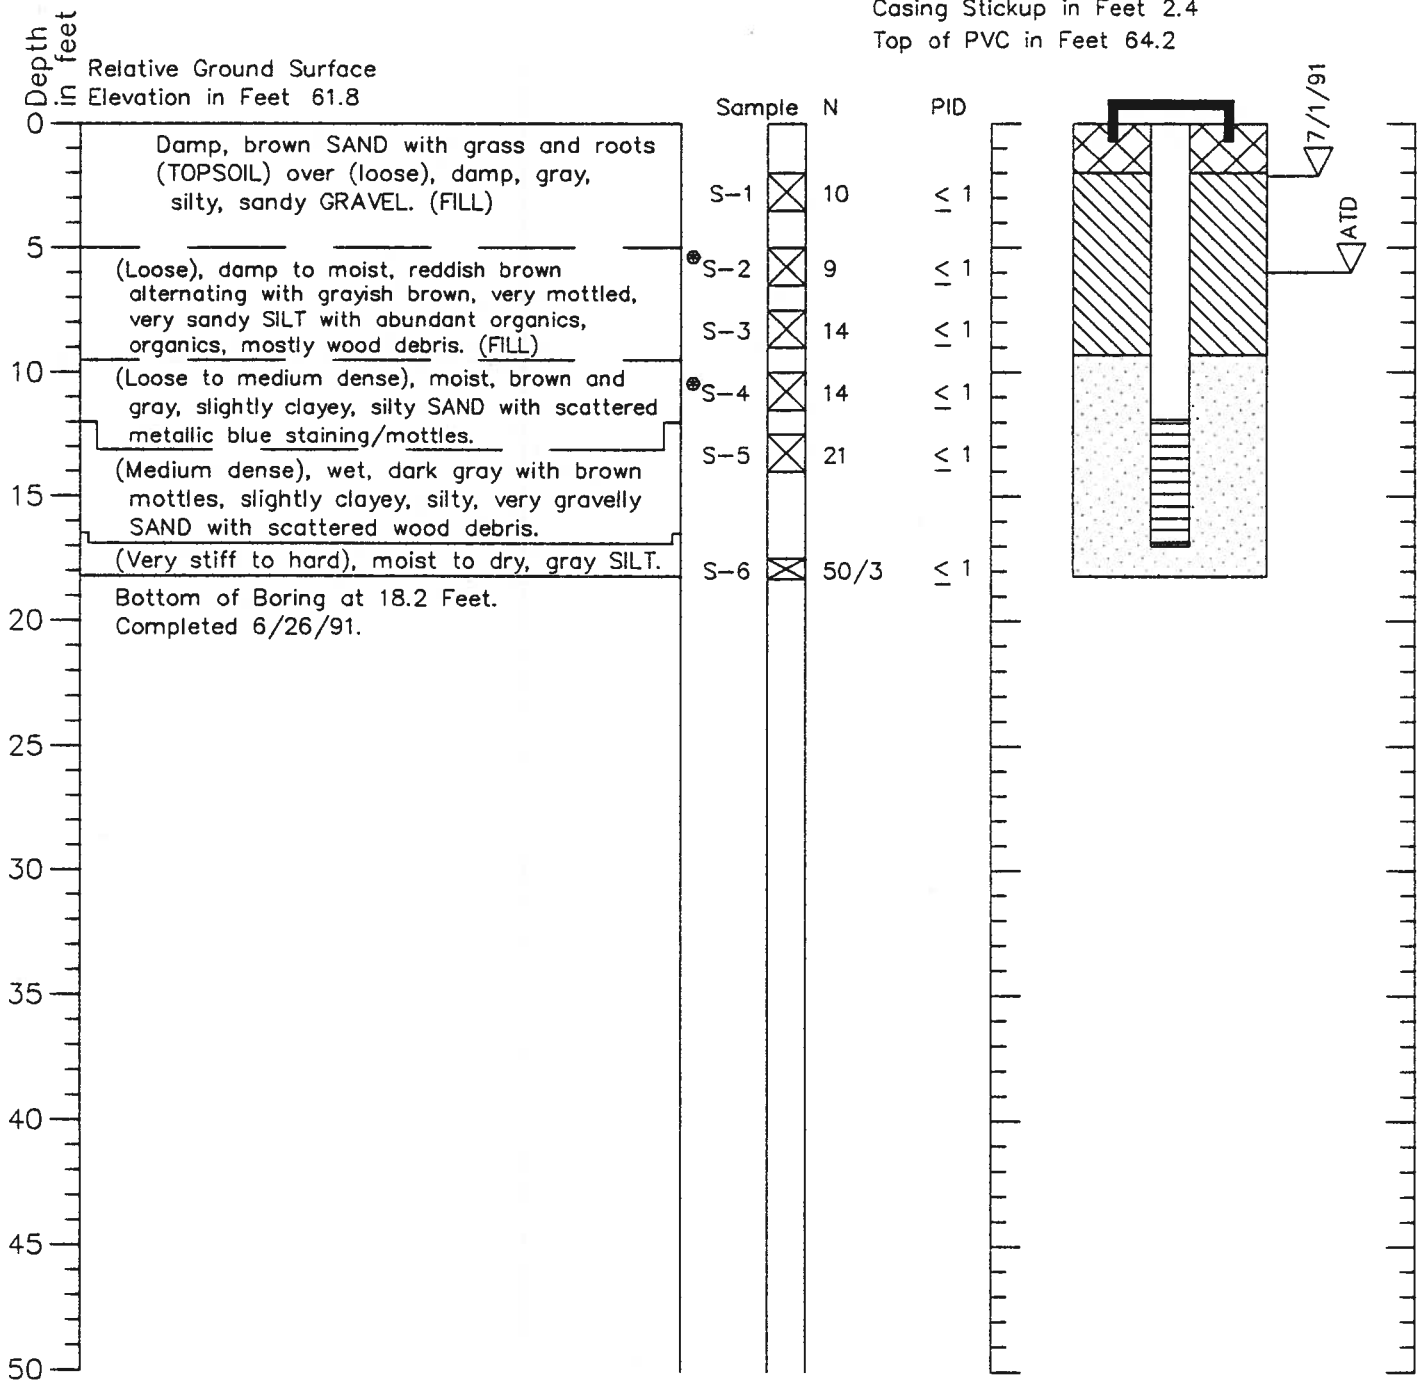 Casing Stickup in Feet 2.4
Top of PVC in Feet 64.2
Depth
in feet
Relative Ground Surface
Elevation in Feet 61.8
Sample N PID
7/1/91
ATD
0
Damp, brown SAND with grass and roots
(TOPSOIL) over (loose), damp, gray,
silty, sandy GRAVEL. (FILL)
S-1 10 ≤ 1
5
(Loose), damp to moist, reddish brown
alternating with grayish brown, very mottled,
very sandy SILT with abundant organics,
organics, mostly wood debris. (FILL)
S-2 9 ≤ 1
S-3 14 ≤ 1
10
(Loose to medium dense), moist, brown and
gray, slightly clayey, silty SAND with scattered
metallic blue staining/mottles.
S-4 14 ≤ 1
(Medium dense), wet, dark gray with brown
mottles, slightly clayey, silty, very gravelly
SAND with scattered wood debris.
S-5 21 ≤ 1
15
(Very stiff to hard), moist to dry, gray SILT.
S-6 50/3 ≤ 1
Bottom of Boring at 18.2 Feet.
Completed 6/26/91.
20
25
30
35
40
45
50